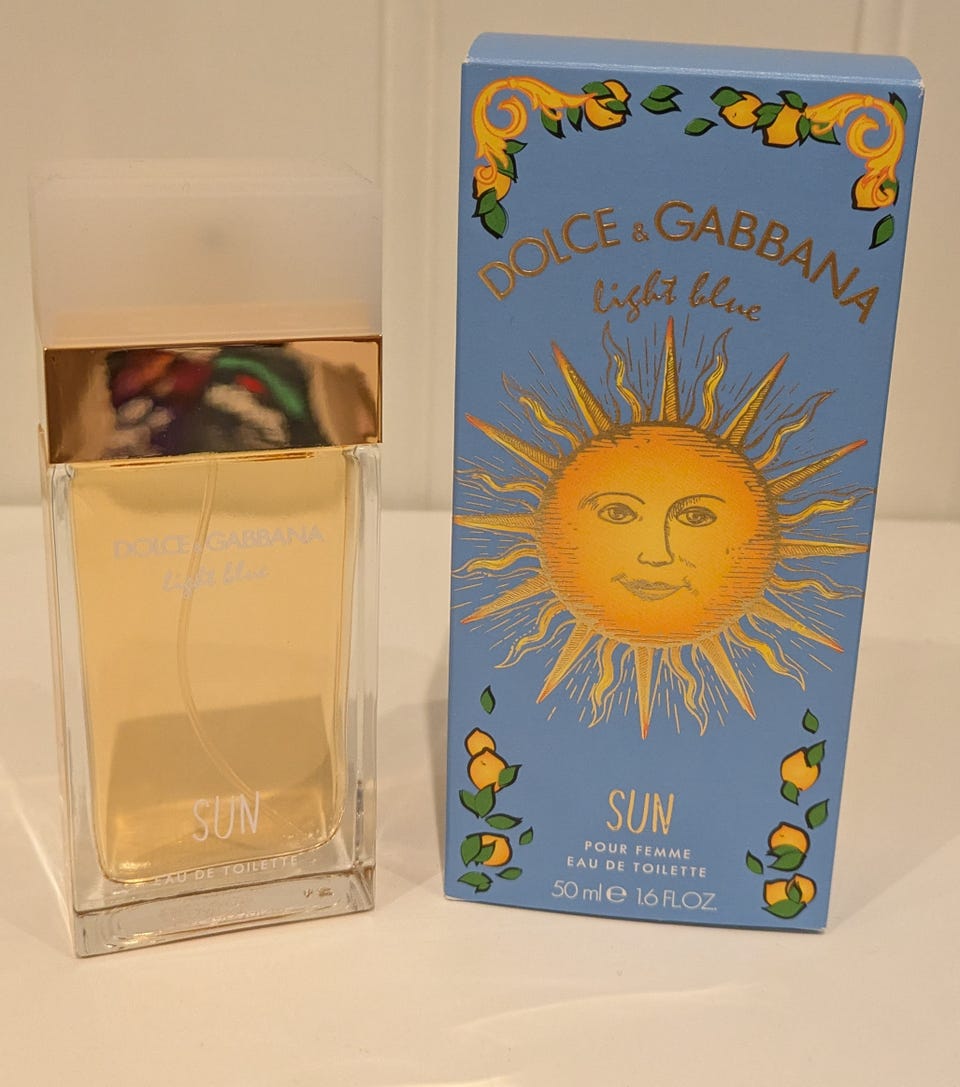 DOLCE & GABBANA
light blue
SUN
EAU DE TOILETTE
DOLCE & GABBANA
light blue
SUN
POUR FEMME
EAU DE TOILETTE
50 ml e 1.6 FL.OZ.